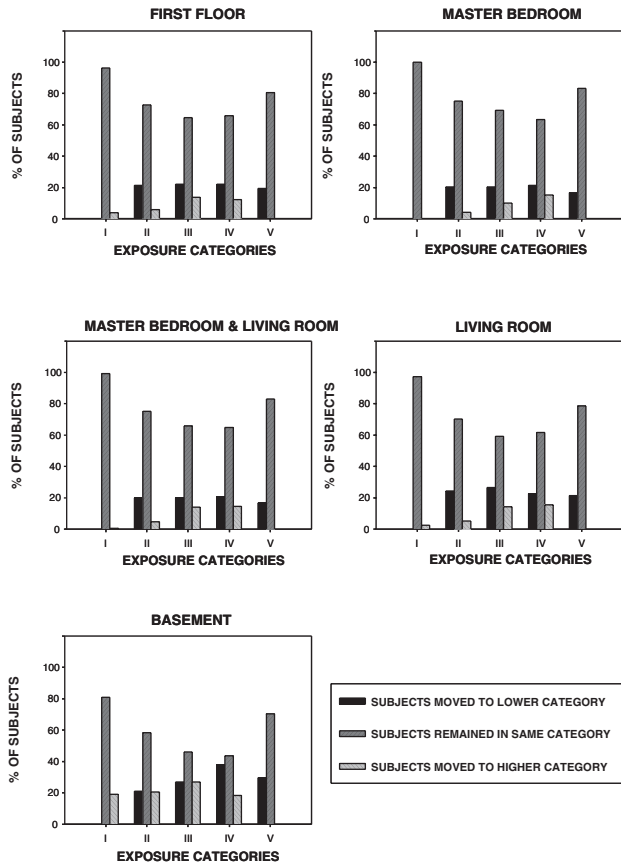 FIRST FLOOR
% OF SUBJECTS
100
80
60
40
20
0
I II III IV V
EXPOSURE CATEGORIES
MASTER BEDROOM
% OF SUBJECTS
100
80
60
40
20
0
I II III IV V
EXPOSURE CATEGORIES
MASTER BEDROOM & LIVING ROOM
% OF SUBJECTS
100
80
60
40
20
0
I II III IV V
EXPOSURE CATEGORIES
LIVING ROOM
% OF SUBJECTS
100
80
60
40
20
0
I II III IV V
EXPOSURE CATEGORIES
BASEMENT
% OF SUBJECTS
100
80
60
40
20
0
I II III IV V
EXPOSURE CATEGORIES
SUBJECTS MOVED TO LOWER CATEGORY
SUBJECTS REMAINED IN SAME CATEGORY
SUBJECTS MOVED TO HIGHER CATEGORY